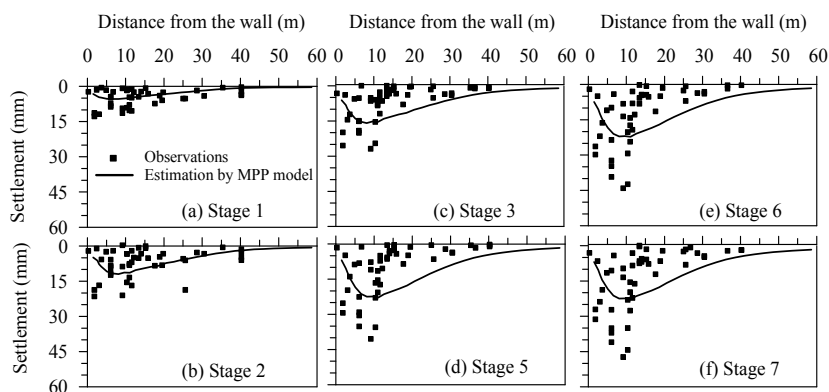 Distance from the wall (m) Distance from the wall (m) Distance from the wall (m)
0 10 20 30 40 50 60 0 10 20 30 40 50 60 0 10 20 30 40 50 60
Settlement (mm)
0
15
30
45
60
Observations
Estimation by MPP model
(a) Stage 1
(c) Stage 3
(e) Stage 6
Settlement (mm)
0
15
30
45
60
(b) Stage 2
(d) Stage 5
(f) Stage 7